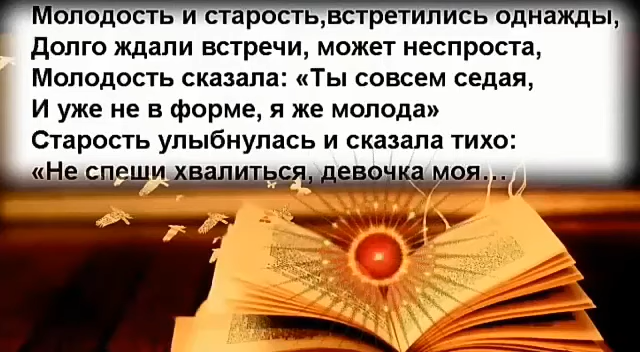 Молодость и старость,встретились однажды,
Долго ждали встречи, может неспроста,
Молодость сказала: «Ты совсем седая,
И уже не в форме, я же молода»
Старость улыбнулась и сказала тихо:
«Не спеши хвалиться, девочка моя…